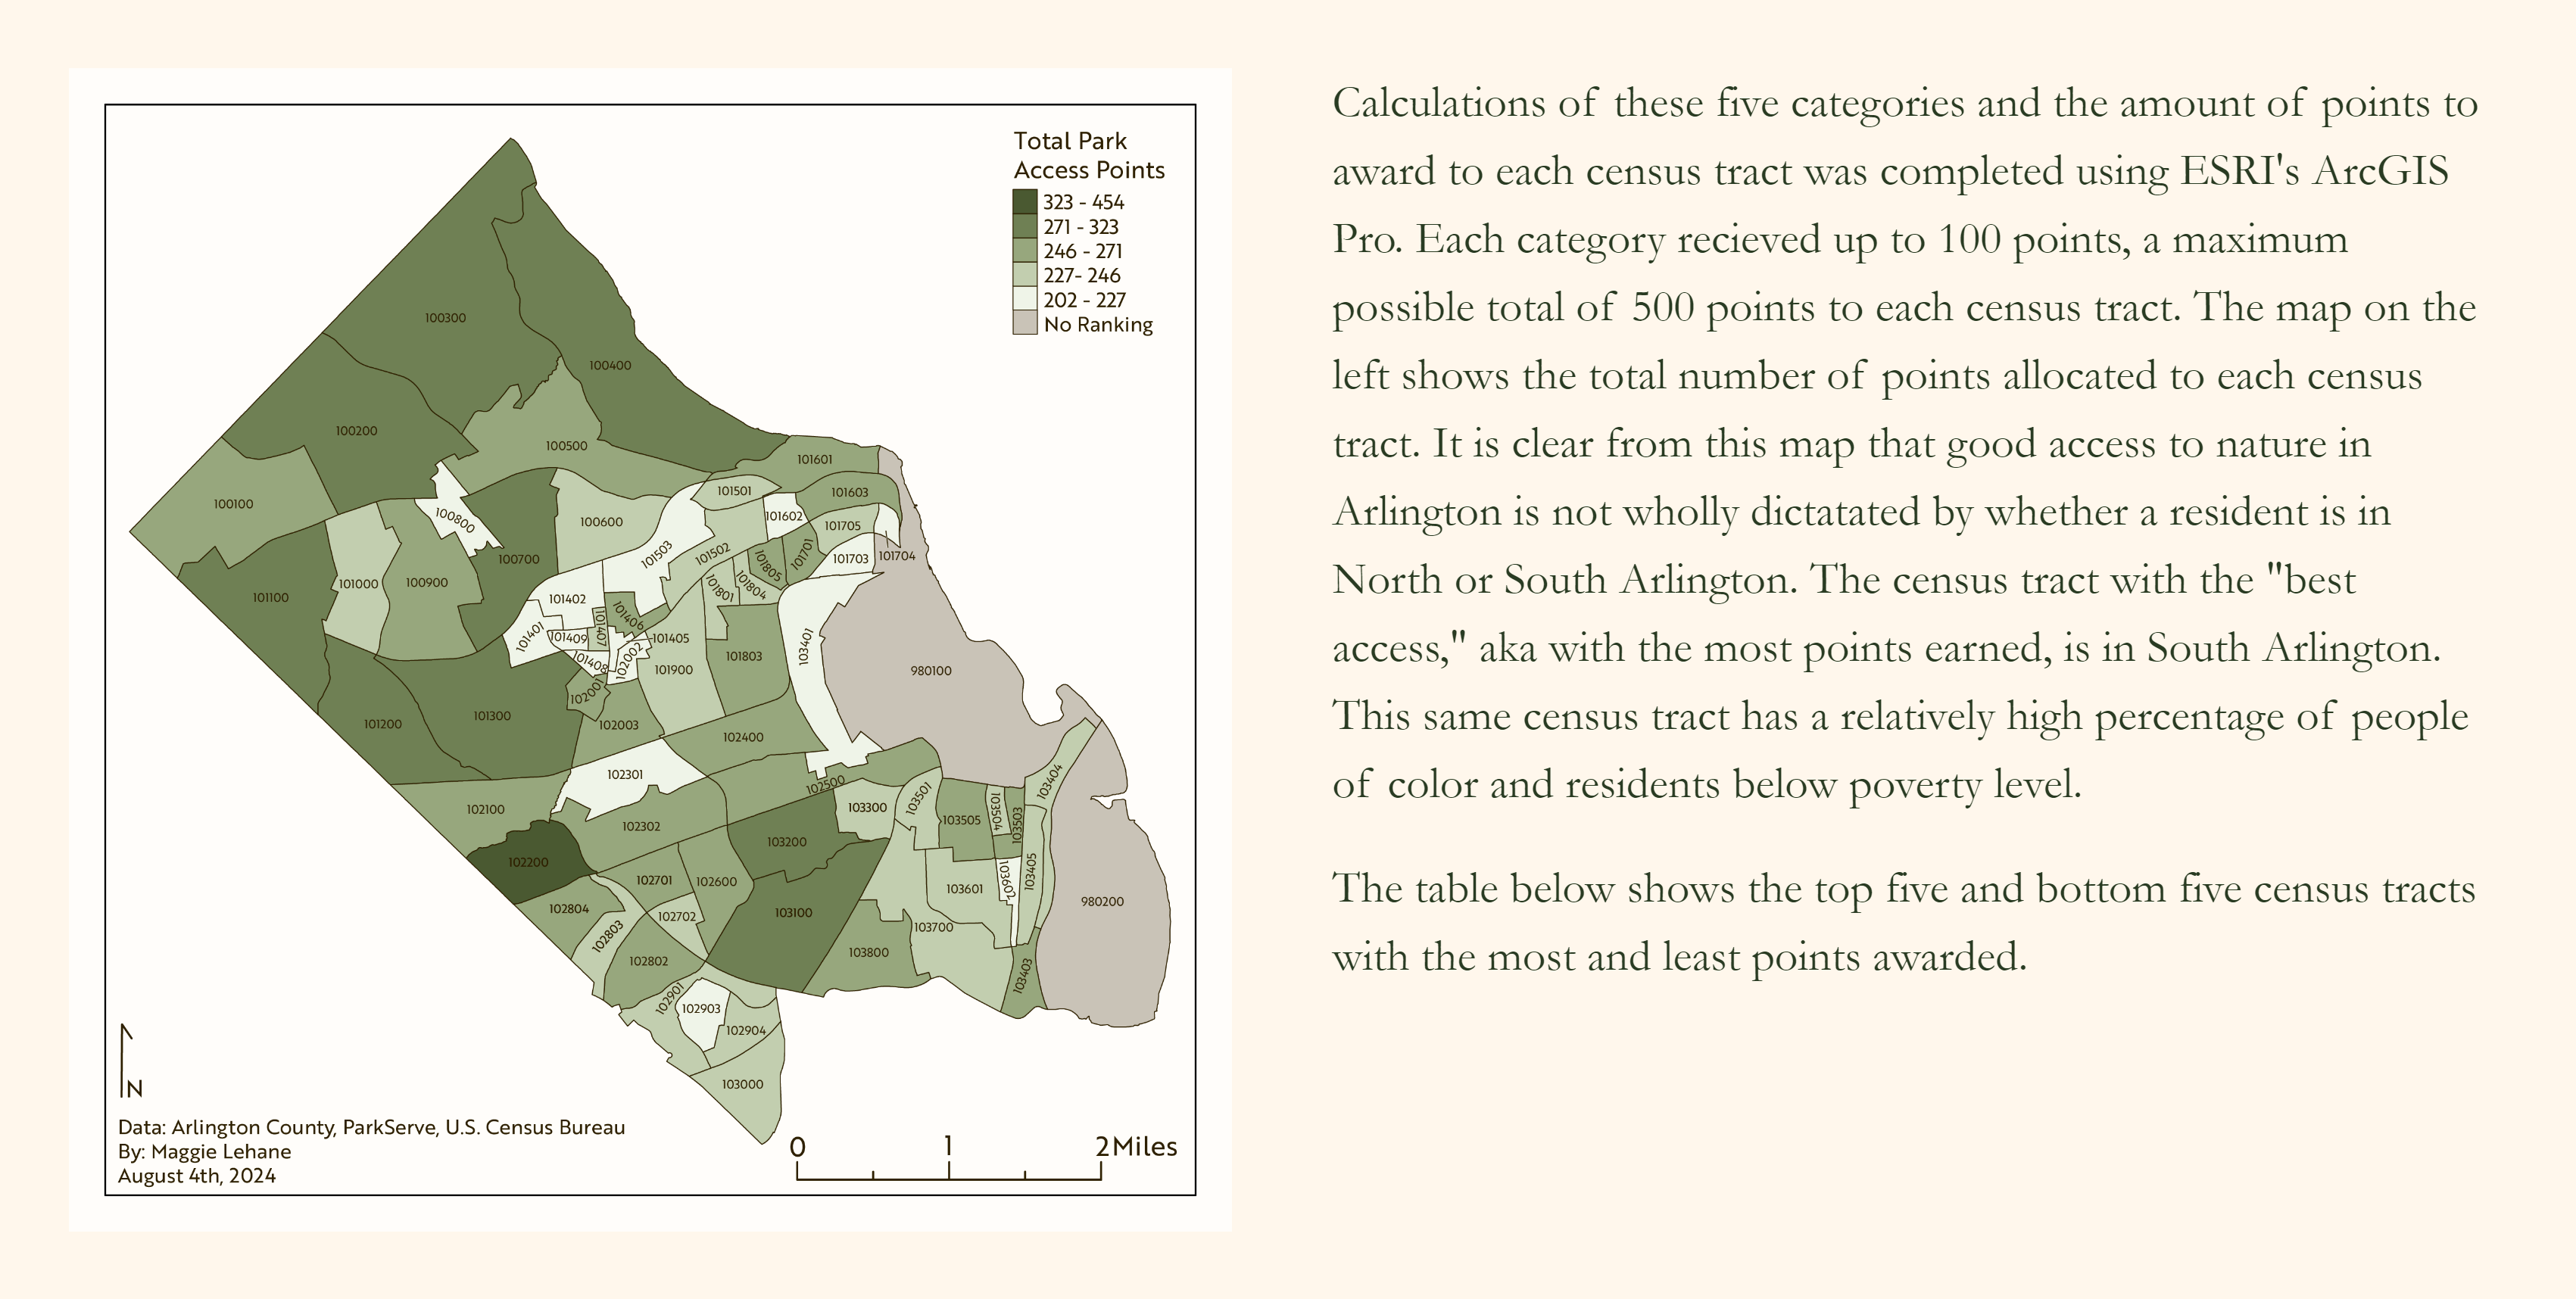 Total Park
Access Points
323 - 454
271 - 323
246 - 271
227- 246
202 - 227
No Ranking
100300
100400
100200
100500
101601
100100
101501
101603
100800
100600
101602
101705
101503
101502
101701
100700
101703
101704
101805
101000
100900
101801
101804
101100
101402
101406
101407
101401
101409
101405
101408
102002
101803
103401
101900
980100
102001
101200
101300
102003
102400
102301
102500
103404
102100
103300
103501
103504
103503
103505
102302
103200
102200
102701
102600
103602
103405
103601
980200
102804
102702
103100
103700
102803
102802
103800
103403
102901
102903
102904
103000
N
Data: Arlington County, ParkServe, U.S. Census Bureau
By: Maggie Lehane
August 4th, 2024
0 1 2Miles
Calculations of these five categories and the amount of points to
award to each census tract was completed using ESRI's ArcGIS
Pro. Each category recieved up to 100 points, a maximum
possible total of 500 points to each census tract. The map on the
left shows the total number of points allocated to each census
tract. It is clear from this map that good access to nature in
Arlington is not wholly dictatated by whether a resident is in
North or South Arlington. The census tract with the "best
access," aka with the most points earned, is in South Arlington.
This same census tract has a relatively high percentage of people
of color and residents below poverty level.
The table below shows the top five and bottom five census tracts
with the most and least points awarded.